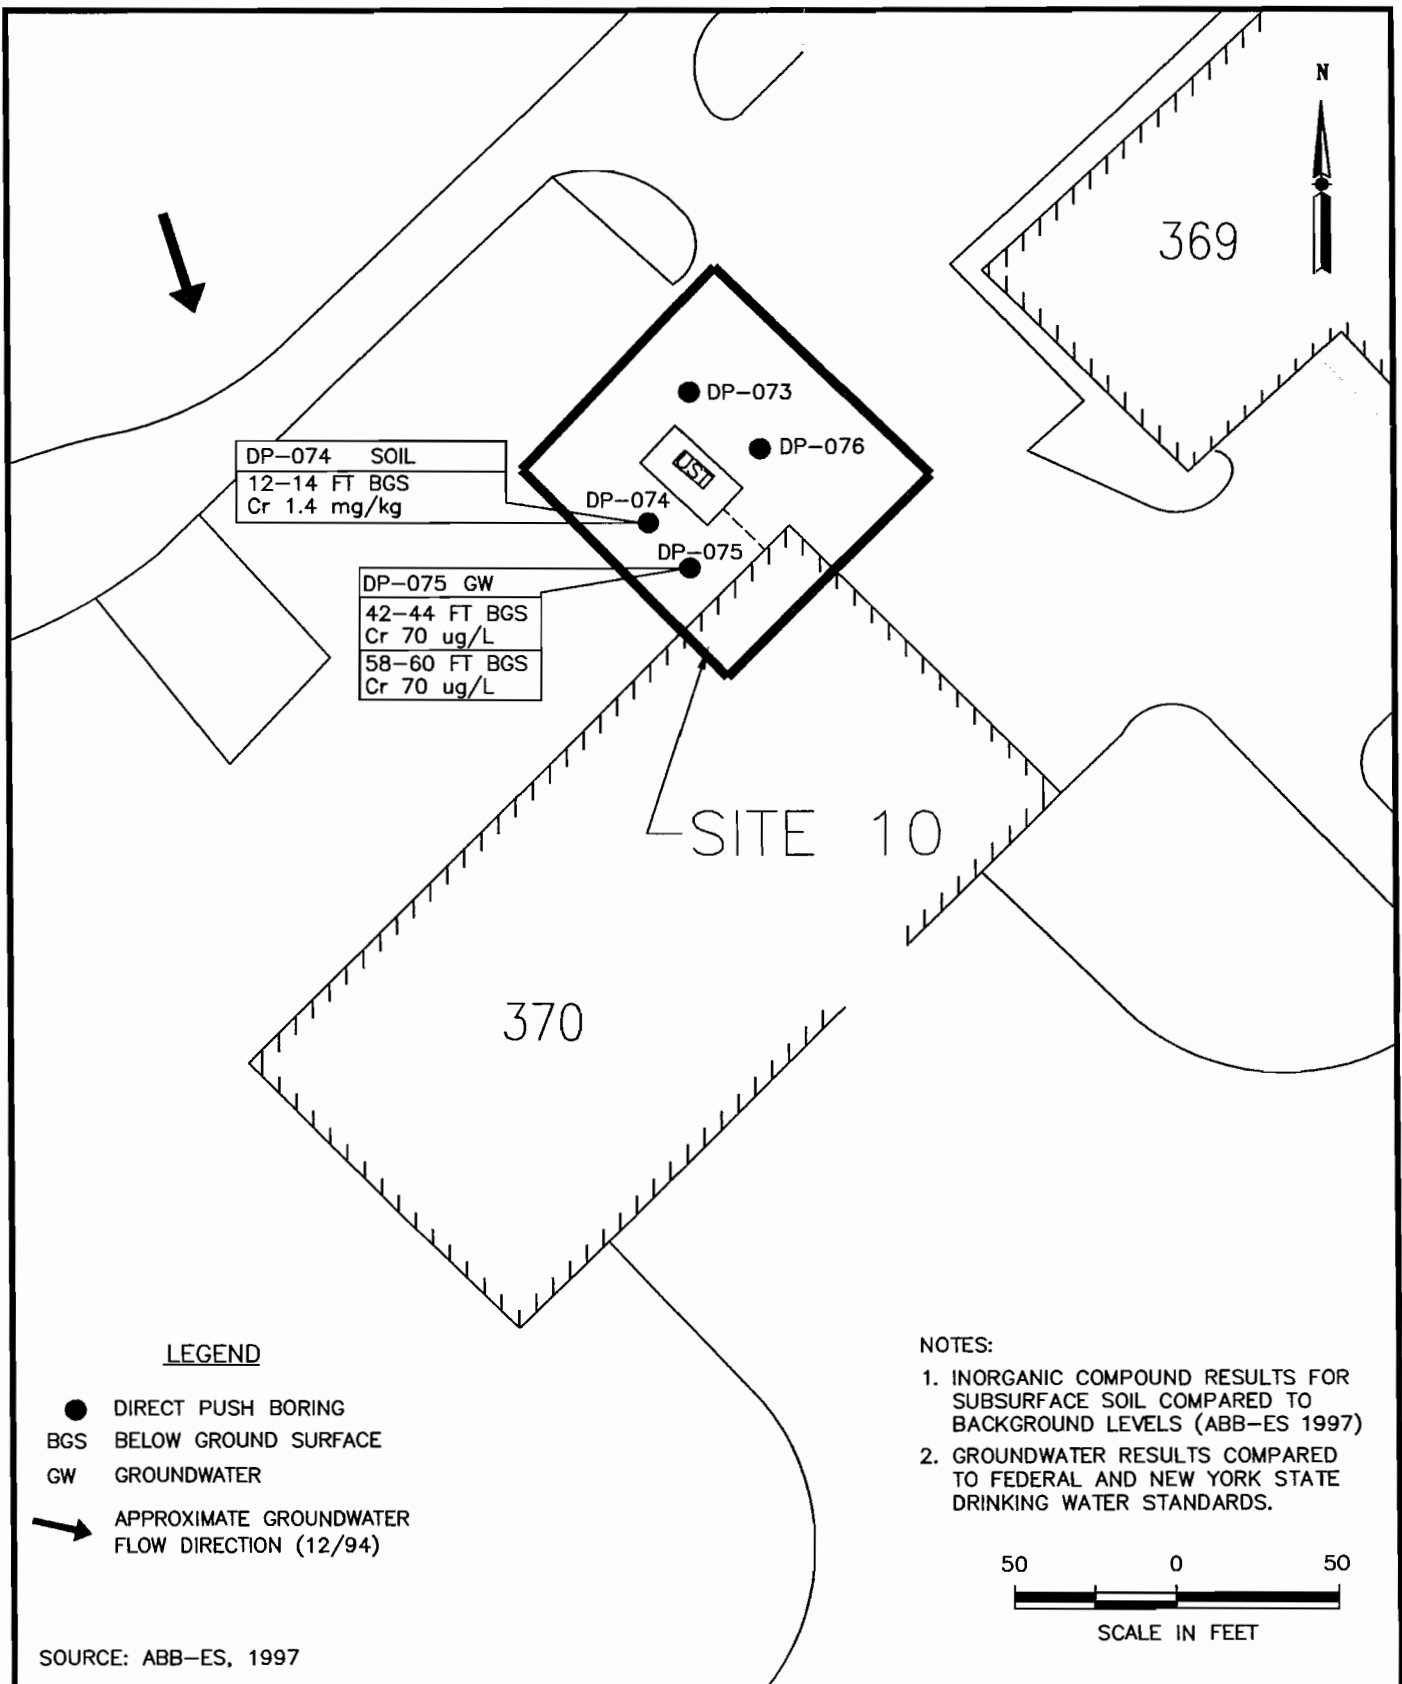 N
369
DP-073
DP-076
UST
DP-074 SOIL
12-14 FT BGS
Cr 1.4 mg/kg
DP-074
DP-075
DP-075 GW
42-44 FT BGS
Cr 70 ug/L
58-60 FT BGS
Cr 70 ug/L
SITE 10
370
LEGEND
DIRECT PUSH BORING
BGS BELOW GROUND SURFACE
GW GROUNDWATER
APPROXIMATE GROUNDWATER
FLOW DIRECTION (12/94)
SOURCE: ABB-ES, 1997
NOTES:
1. INORGANIC COMPOUND RESULTS FOR
SUBSURFACE SOIL COMPARED TO
BACKGROUND LEVELS (ABB-ES 1997)
2. GROUNDWATER RESULTS COMPARED
TO FEDERAL AND NEW YORK STATE
DRINKING WATER STANDARDS.
50 0 50
SCALE IN FEET